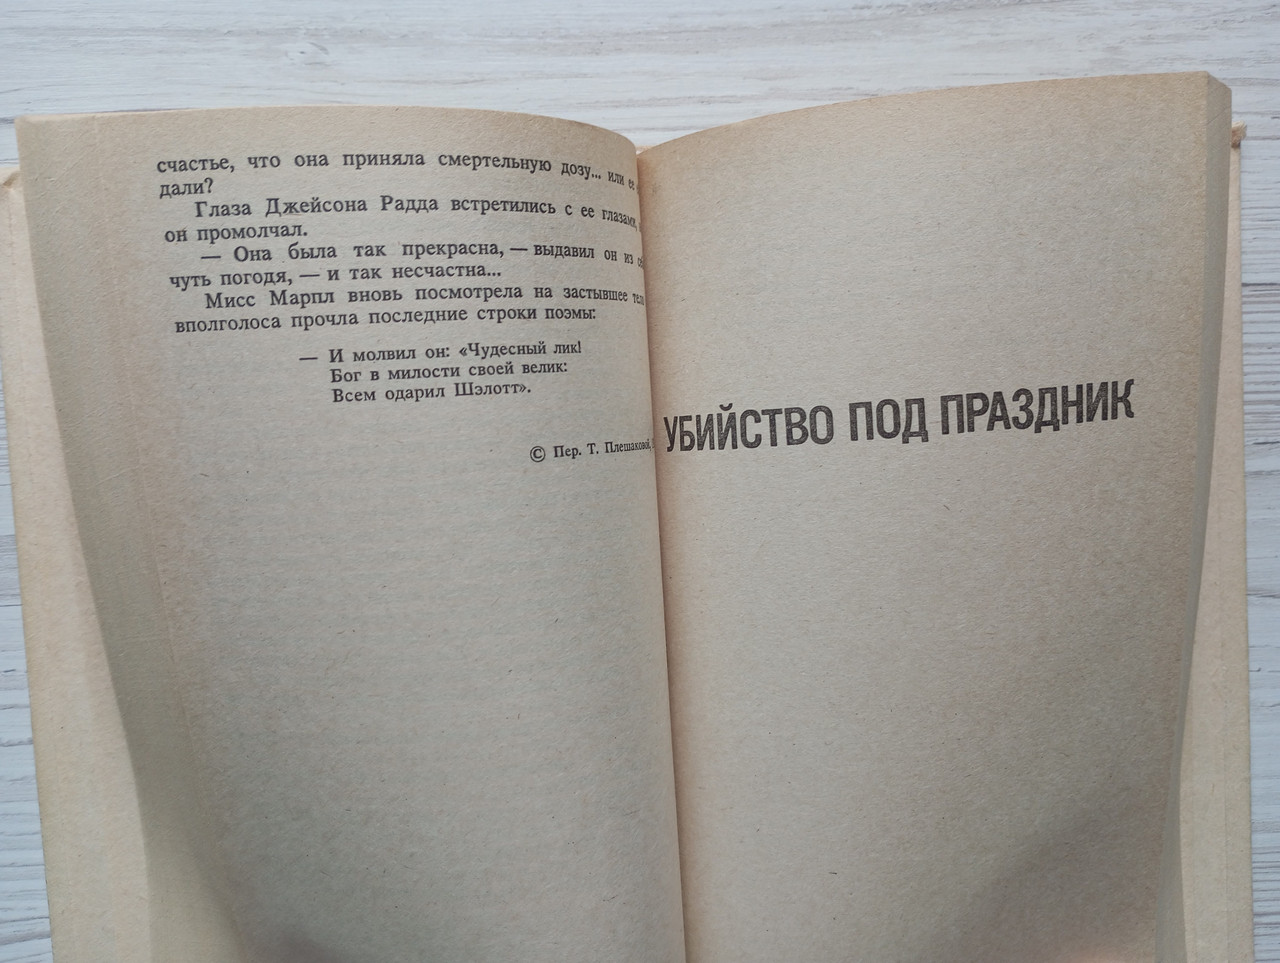 счастье, что она приняла смертельную дозу... или ее
дали?
Глаза Джейсона Радда встретились с ее глазами,
он промолчал.
— Она была так прекрасна, — выдавил он из
чуть погодя, — и так несчастна...
Мисс Марпл вновь посмотрела на застывшее тело
вполголоса прочла последние строки поэмы:
— И молвил он: «Чудесный лик!
Бог в милости своей велик:
Всем одарил Шэлотт».
© Пер. Т. Плешаковой,
УБИЙСТВО ПОД ПРАЗДНИК